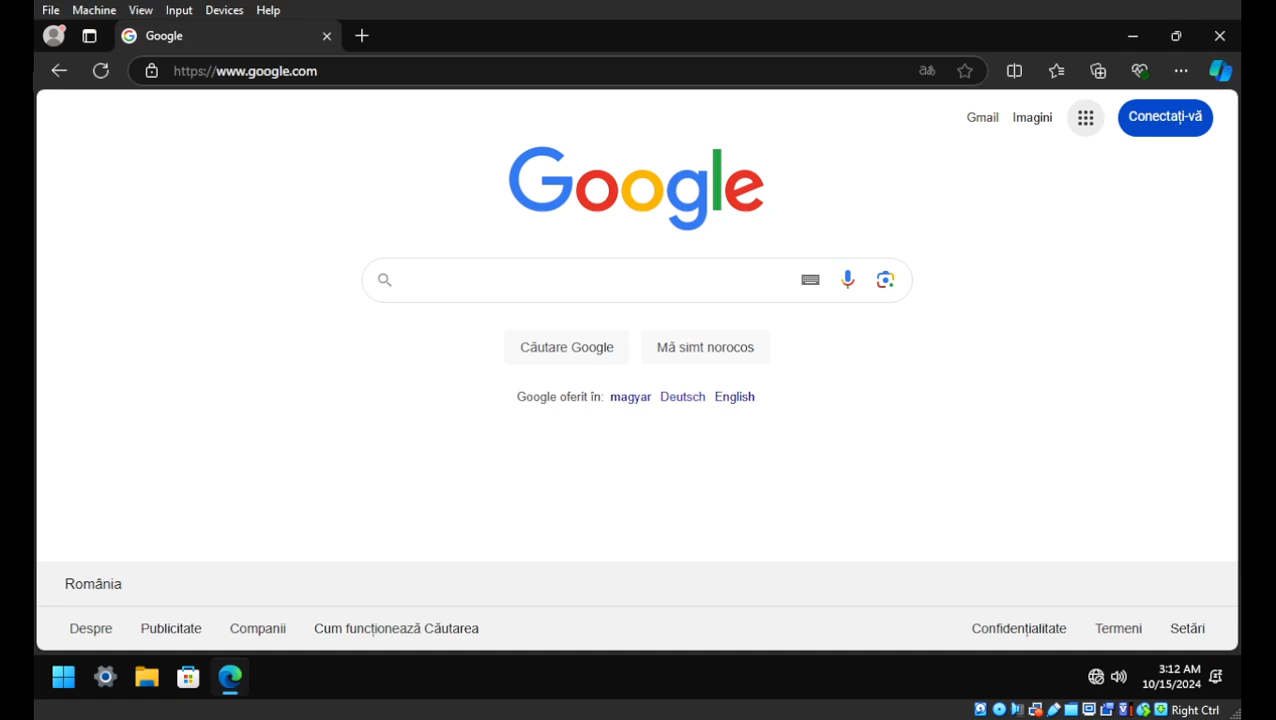 File Machine View Input Devices Help
Google
https://www.google.com
Gmail Imagini Conectați-vă
Google
Căutare Google Mă simt norocos
Google oferit în: magyar Deutsch English
România
Despre Publicitate Companii Cum funcționează Căutarea Confidențialitate Termeni Setări
3:12 AM
10/15/2024
Right Ctrl